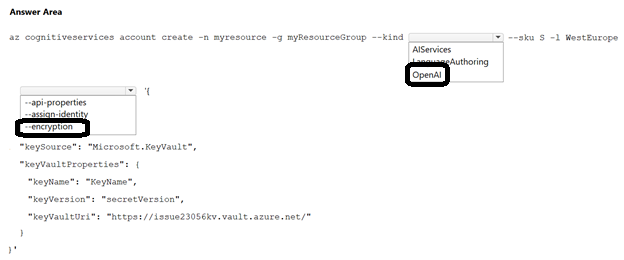 Answer Area
az cognitiveservices account create -n myresource -g myResourceGroup --kind --sku S -l WestEurope
AIServices
LanguageAuthoring
OpenAI
'{
--api-properties
--assign-identity
--encryption
"keySource": "Microsoft.KeyVault",
"keyVaultProperties": {
"keyName": "KeyName",
"keyVersion": "secretVersion",
"keyVaultUri": "https://issue23056kv.vault.azure.net/"
}
}'